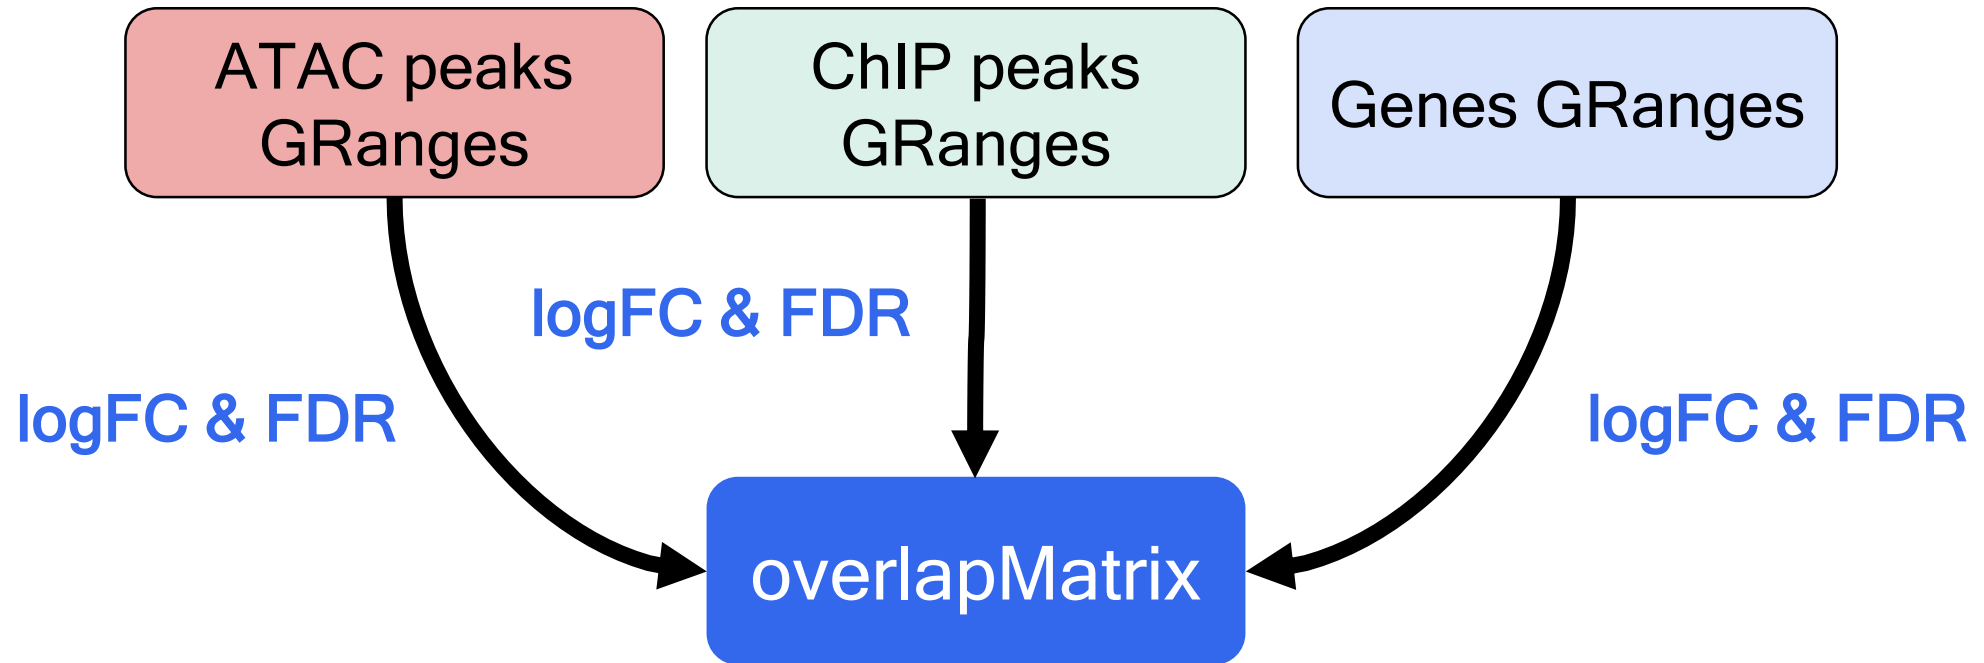 ATAC peaks
GRanges
ChIP peaks
GRanges
Genes GRanges
logFC & FDR
logFC & FDR
logFC & FDR
overlapMatrix